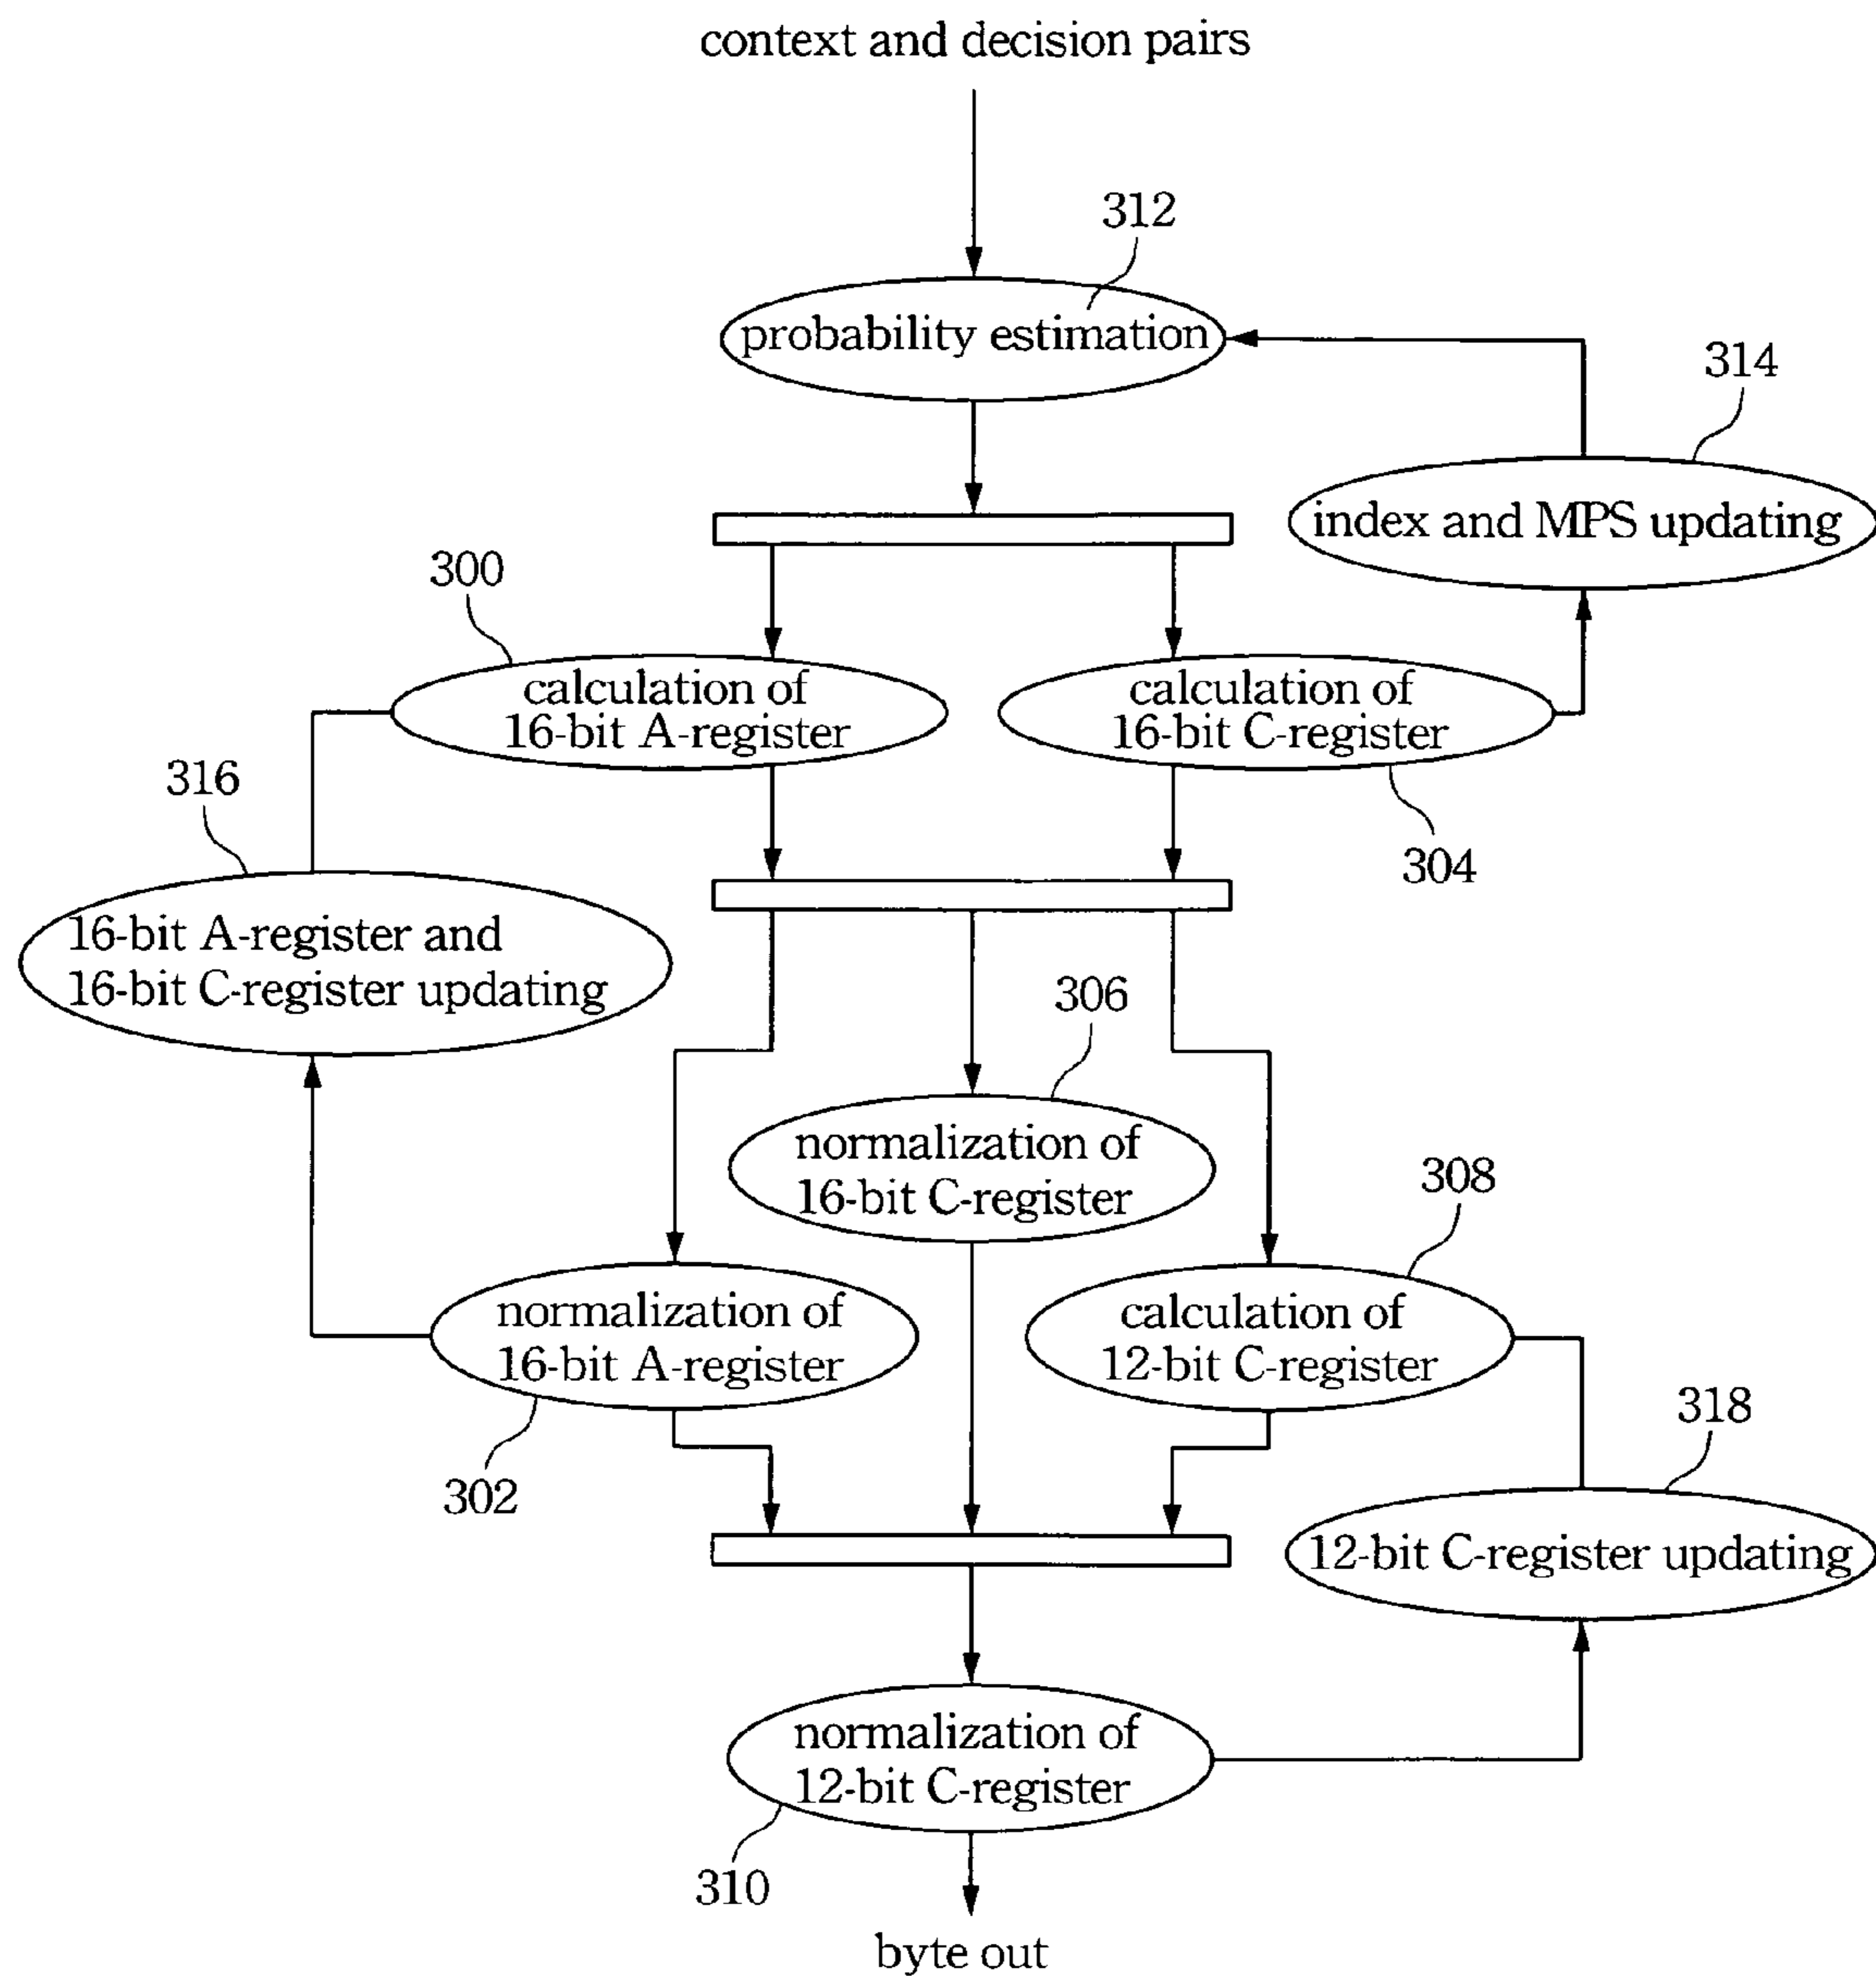 context and decision pairs
312
probability estimation
314
index and MPS updating
300
calculation of
16-bit A-register
calculation of
16-bit C-register
304
316
16-bit A-register and
16-bit C-register updating
306
normalization of
16-bit C-register
308
normalization of
16-bit A-register
302
calculation of
12-bit C-register
318
12-bit C-register updating
normalization of
12-bit C-register
310
byte out